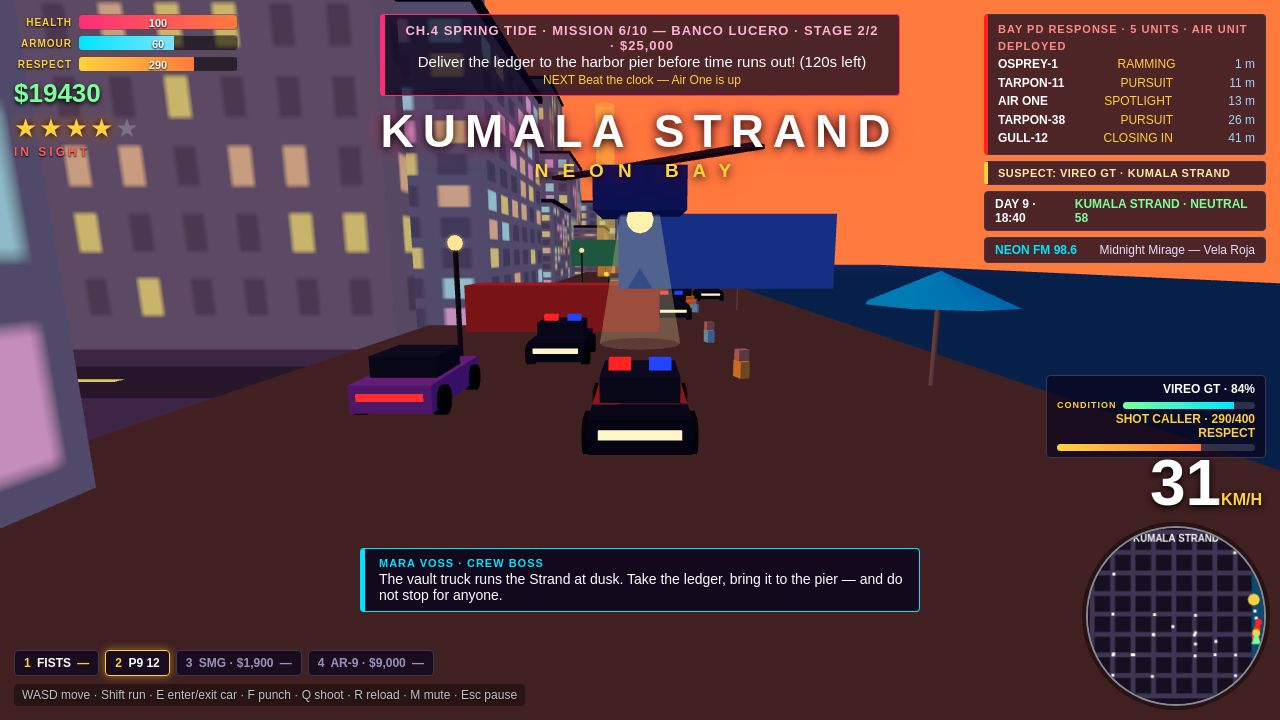 HEALTH 100
ARMOUR 60
RESPECT 290
$19430
★★★★★
IN SIGHT
CH.4 SPRING TIDE · MISSION 6/10 — BANCO LUCERO · STAGE 2/2
· $25,000
Deliver the ledger to the harbor pier before time runs out! (120s left)
NEXT Beat the clock — Air One is up
KUMALA STRAND
NEON BAY
BAY PD RESPONSE · 5 UNITS · AIR UNIT
DEPLOYED
OSPREY-1 RAMMING 1 m
TARPON-11 PURSUIT 11 m
AIR ONE SPOTLIGHT 13 m
TARPON-38 PURSUIT 26 m
GULL-12 CLOSING IN 41 m
SUSPECT: VIREO GT · KUMALA STRAND
DAY 9 ·
18:40
KUMALA STRAND · NEUTRAL
58
NEON FM 98.6 Midnight Mirage — Vela Roja
VIREO GT · 84%
CONDITION
SHOT CALLER · 290/400
RESPECT
31 KM/H
KUMALA STRAND
MARA VOSS · CREW BOSS
The vault truck runs the Strand at dusk. Take the ledger, bring it to the pier — and do
not stop for anyone.
1 FISTS —
2 P9 12
3 SMG · $1,900 —
4 AR-9 · $9,000 —
WASD move · Shift run · E enter/exit car · F punch · Q shoot · R reload · M mute · Esc pause